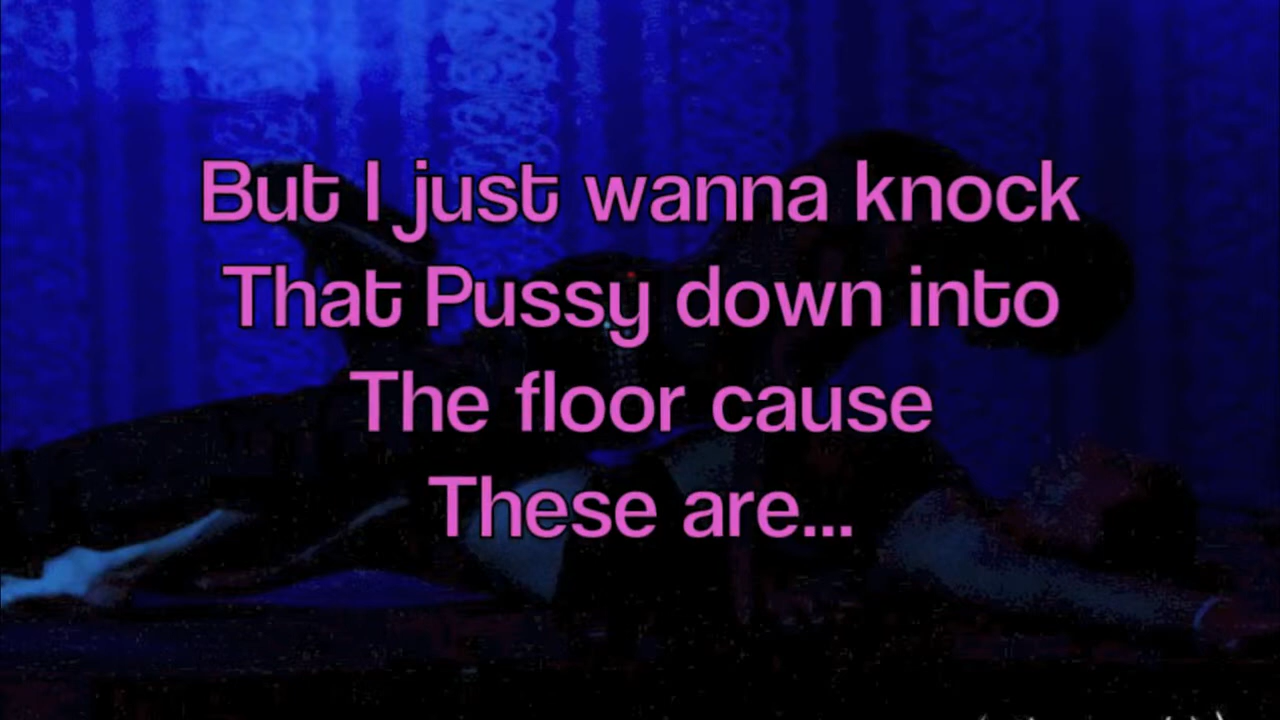 But I just wanna knock
That Pussy down into
The floor cause
These are...